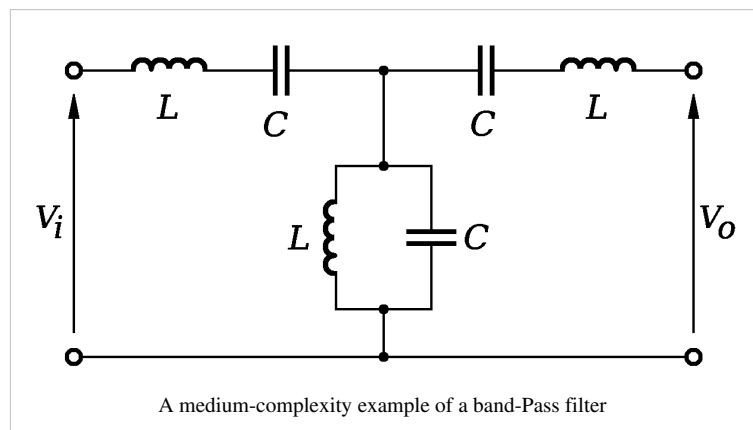 L C C L
V_i L C V_o
A medium-complexity example of a band-Pass filter